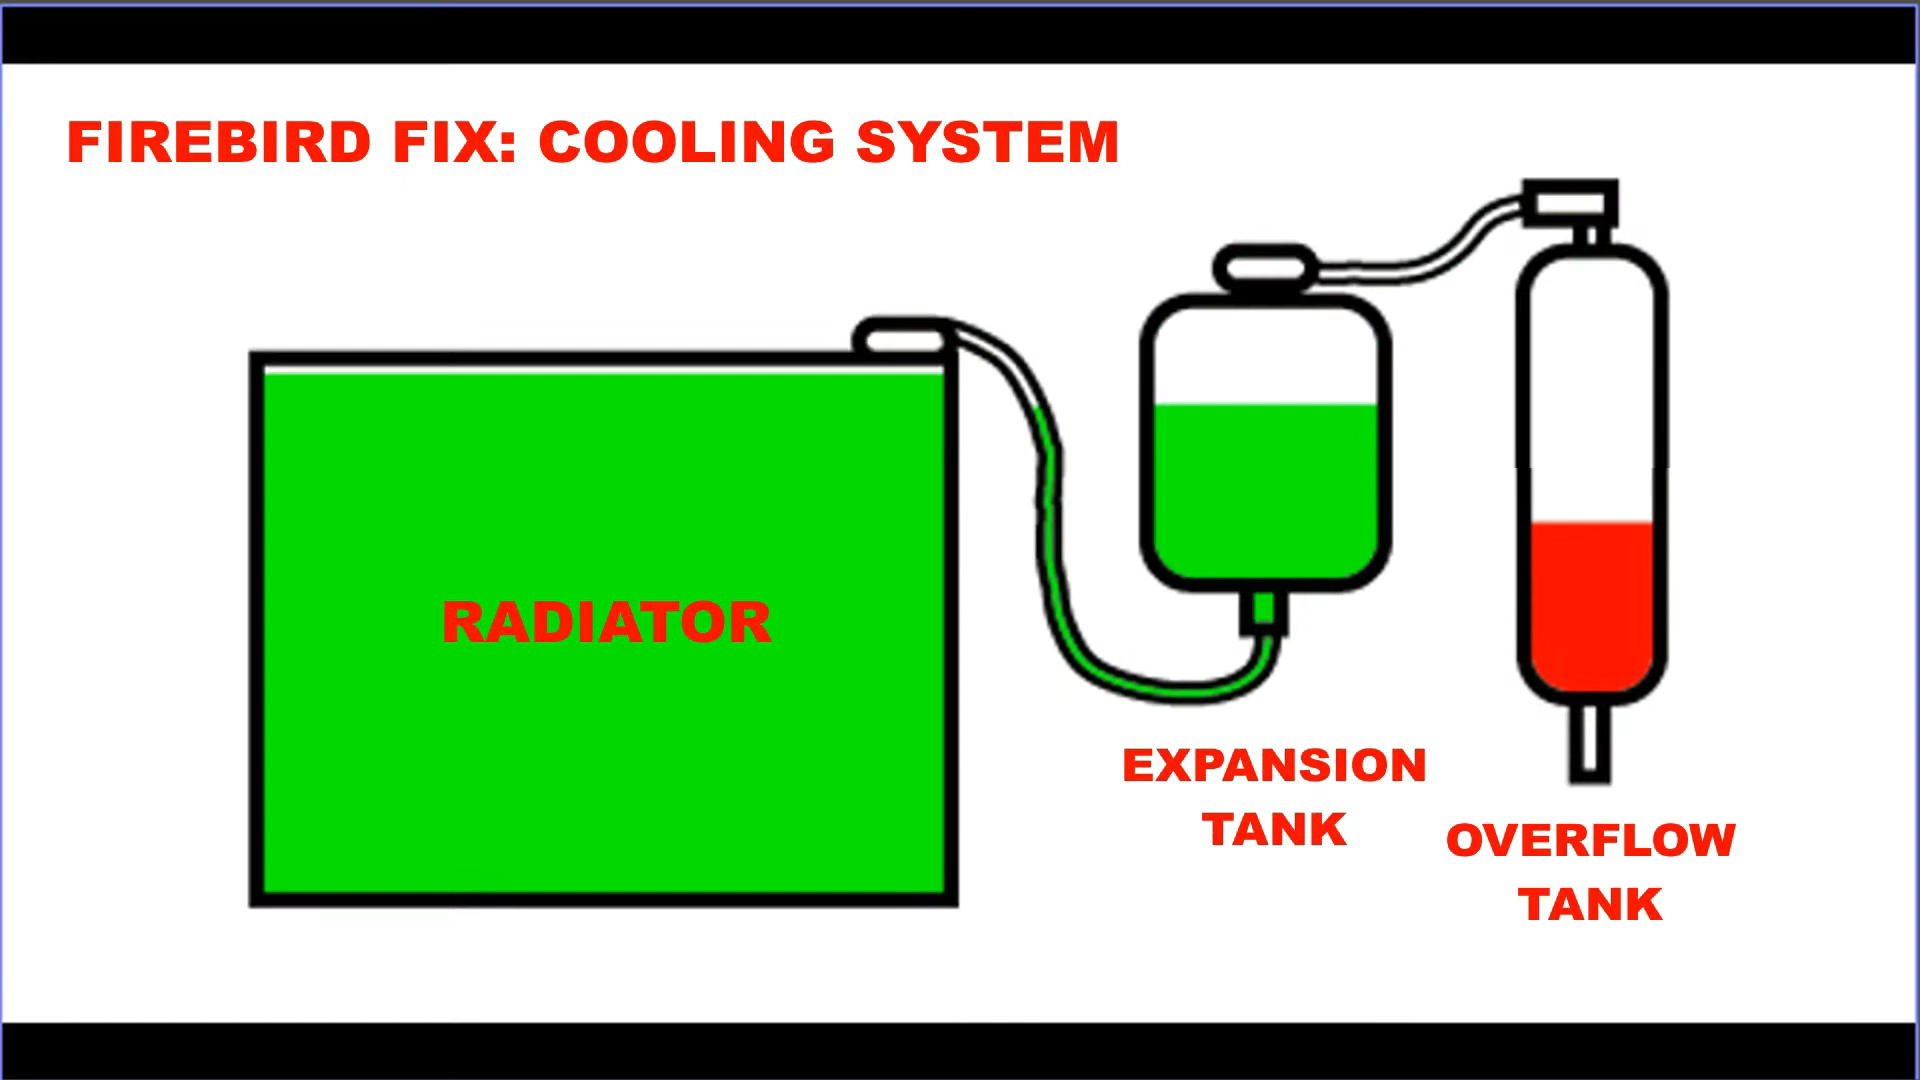 FIREBIRD FIX: COOLING SYSTEM
RADIATOR
EXPANSION
TANK
OVERFLOW
TANK